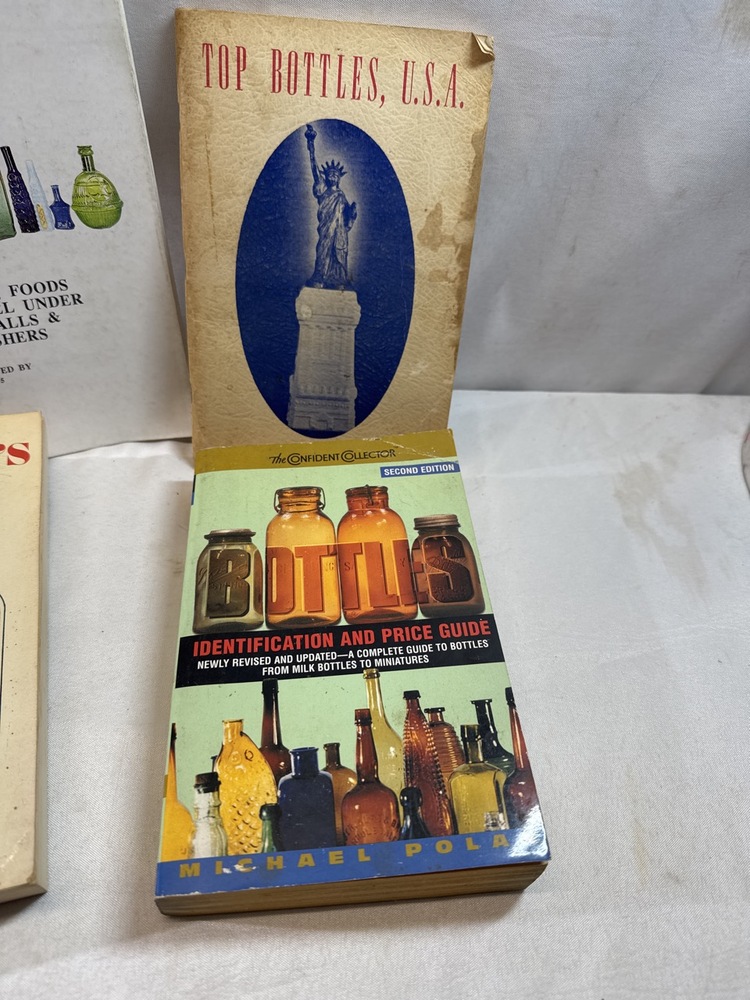 TOP BOTTLES, U.S.A.
FOODS
UNDER
ALLS &
SHERS
ED BY
The CONFIDENT COLLECTOR
SECOND EDITION
BOTTLES
IDENTIFICATION AND PRICE GUIDE
NEWLY REVISED AND UPDATED—A COMPLETE GUIDE TO BOTTLES
FROM MILK BOTTLES TO MINIATURES
MICHAEL POLA